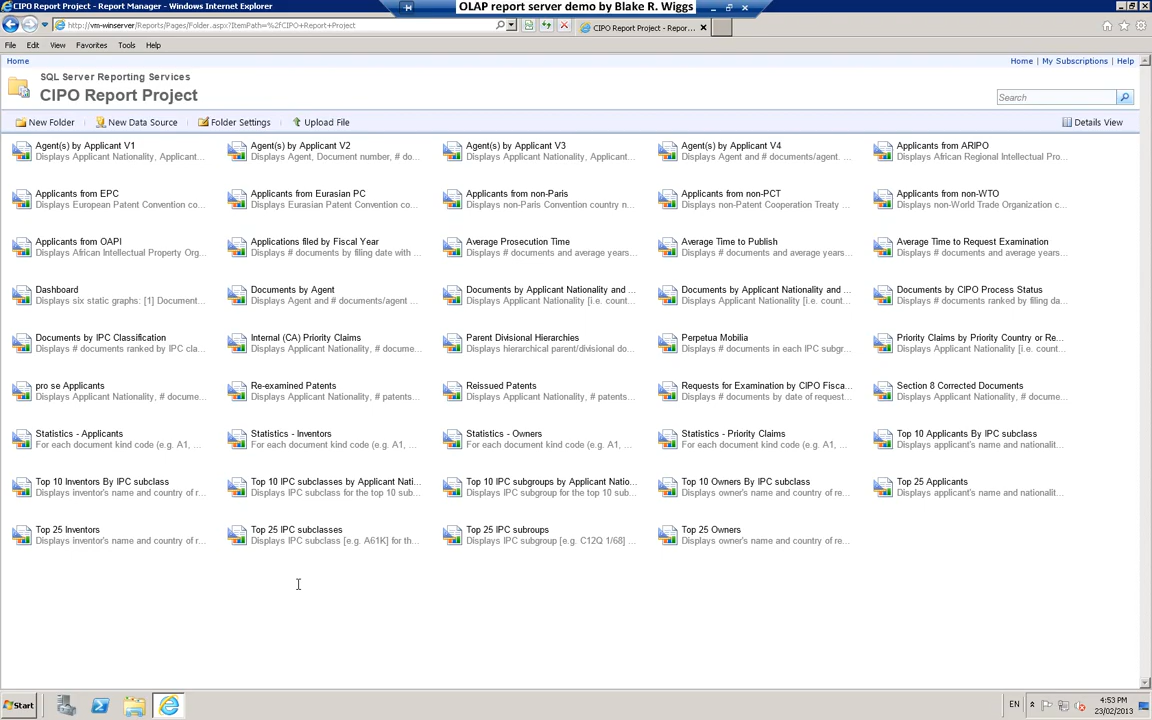 CIPO Report Project - Report Manager - Windows Internet Explorer
OLAP report server demo by Blake R. Wiggs
http://vm-winserver/Reports/Pages/Folder.aspx?ItemPath=%2fCIPO+Report+Project
CIPO Report Project - Repor...
File Edit View Favorites Tools Help
Home
Home | My Subscriptions | Help
SQL Server Reporting Services
CIPO Report Project
Search
New Folder New Data Source Folder Settings Upload File Details View
Agent(s) by Applicant V1
Displays Applicant Nationality, Applicant...
Agent(s) by Applicant V2
Displays Agent, Document number, # do...
Agent(s) by Applicant V3
Displays Applicant Nationality, Applicant...
Agent(s) by Applicant V4
Displays Agent and # documents/agent. ...
Applicants from ARIPO
Displays African Regional Intellectual Pro...
Applicants from EPC
Displays European Patent Convention co...
Applicants from Eurasian PC
Displays Eurasian Patent Convention co...
Applicants from non-Paris
Displays non-Paris Convention country n...
Applicants from non-PCT
Displays non-Patent Cooperation Treaty ...
Applicants from non-WTO
Displays non-World Trade Organization c...
Applicants from OAPI
Displays African Intellectual Property Org...
Applications filed by Fiscal Year
Displays # documents by filing date with ...
Average Prosecution Time
Displays # documents and average years...
Average Time to Publish
Displays # documents and average years...
Average Time to Request Examination
Displays # documents and average years...
Dashboard
Displays six static graphs: [1] Document...
Documents by Agent
Displays Agent and # documents/agent ...
Documents by Applicant Nationality and ...
Displays Applicant Nationality [i.e. count...
Documents by Applicant Nationality and ...
Displays Applicant Nationality [i.e. count...
Documents by CIPO Process Status
Displays # documents ranked by filing da...
Documents by IPC Classification
Displays # documents ranked by IPC cla...
Internal (CA) Priority Claims
Displays Applicant Nationality, # docume...
Parent Divisional Hierarchies
Displays hierarchical parent/divisional do...
Perpetua Mobilia
Displays # documents in each IPC subgr...
Priority Claims by Priority Country or Re...
Displays Applicant Nationality [i.e. count...
pro se Applicants
Displays Applicant Nationality, # docume...
Re-examined Patents
Displays Applicant Nationality, # patents...
Reissued Patents
Displays Applicant Nationality, # patents...
Requests for Examination by CIPO Fisca...
Displays # documents by date of request...
Section 8 Corrected Documents
Displays Applicant Nationality, # docume...
Statistics - Applicants
For each document kind code (e.g. A1, ...
Statistics - Inventors
For each document kind code (e.g. A1, ...
Statistics - Owners
For each document kind code (e.g. A1, ...
Statistics - Priority Claims
For each document kind code (e.g. A1, ...
Top 10 Applicants By IPC subclass
Displays applicant's name and nationalit...
Top 10 Inventors By IPC subclass
Displays inventor's name and country of r...
Top 10 IPC subclasses by Applicant Nati...
Displays IPC subclass for the top 10 sub...
Top 10 IPC subgroups by Applicant Natio...
Displays IPC subgroup for the top 10 sub...
Top 10 Owners By IPC subclass
Displays owner's name and country of re...
Top 25 Applicants
Displays applicant's name and nationalit...
Top 25 Inventors
Displays inventor's name and country of r...
Top 25 IPC subclasses
Displays IPC subclass [e.g. A61K] for th...
Top 25 IPC subroups
Displays IPC subgroup [e.g. C12Q 1/68] ...
Top 25 Owners
Displays owner's name and country of re...
Start
EN
4:53 PM
23/02/2013